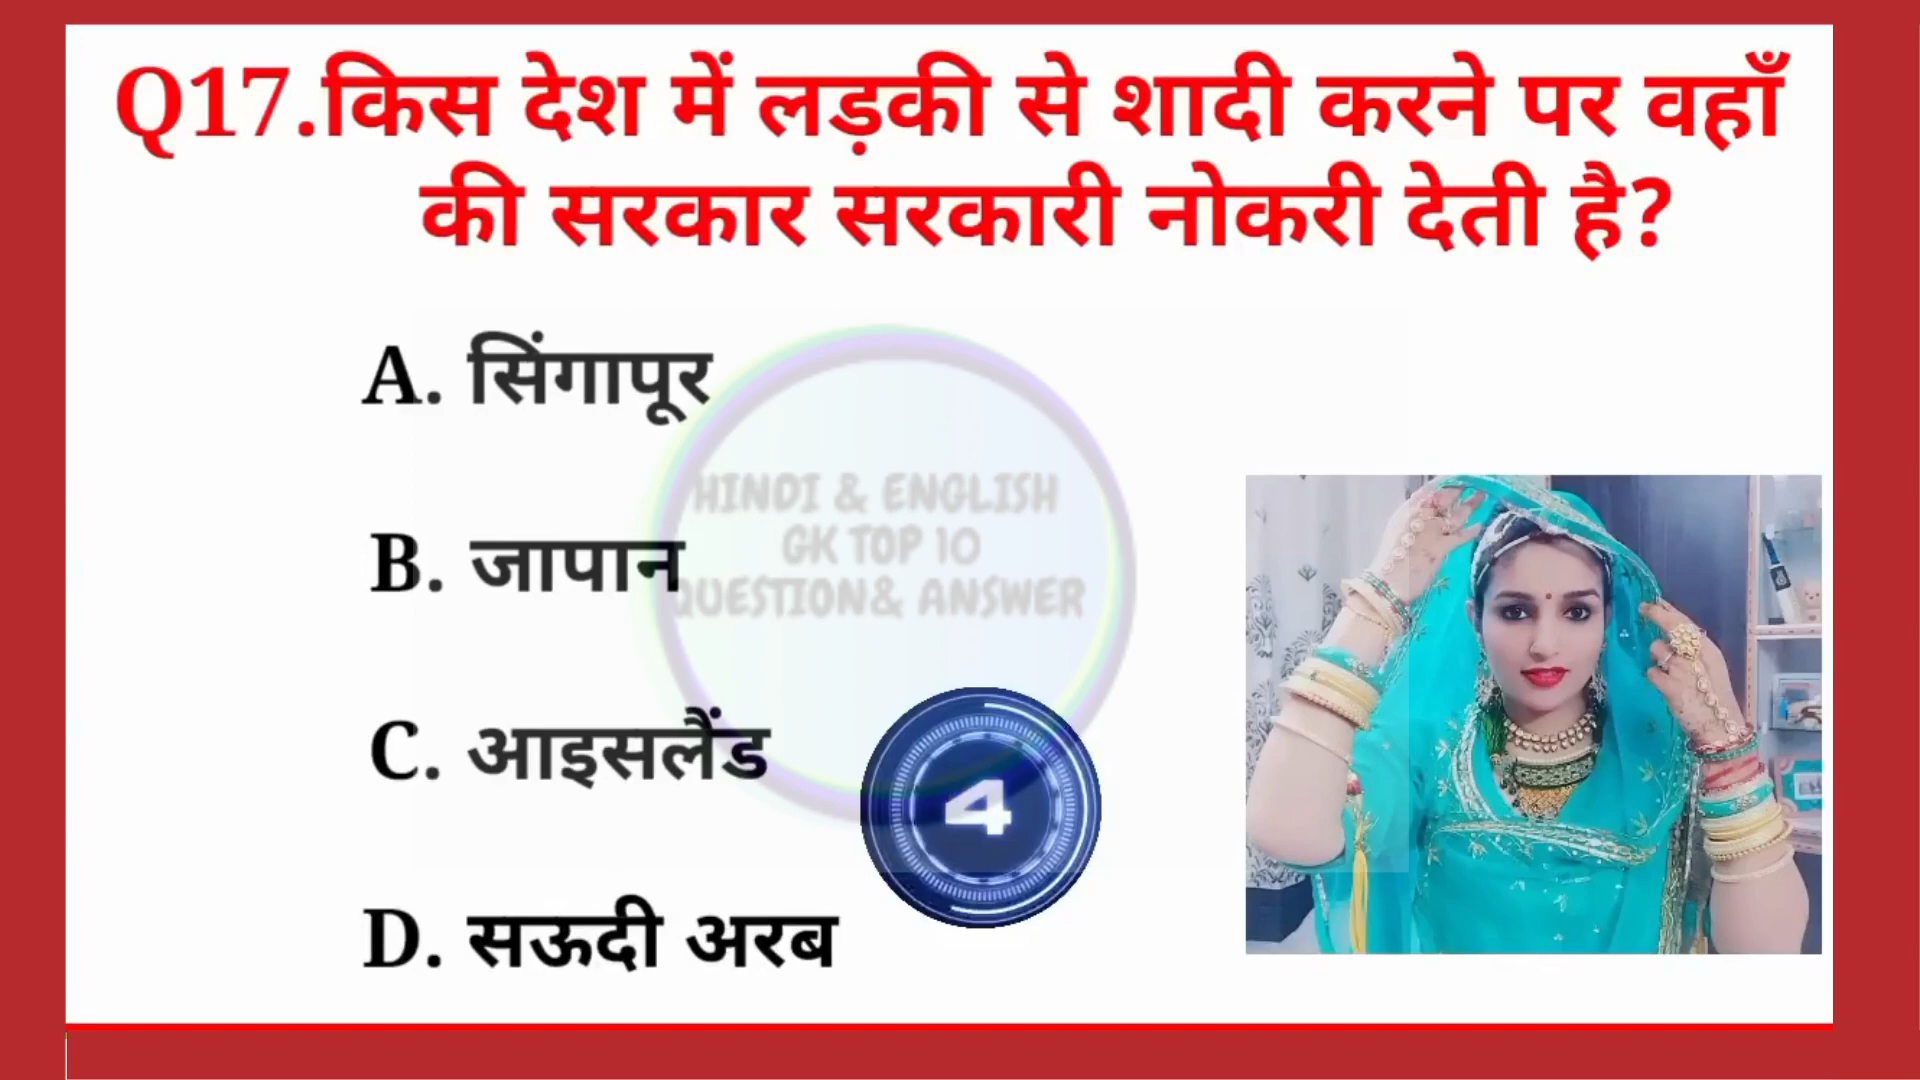 Q17.किस देश में लड़की से शादी करने पर वहाँ
की सरकार सरकारी नोकरी देती है?
A. सिंगापूर
HINDI & ENGLISH
GK TOP 10
QUESTION& ANSWER
B. जापान
C. आइसलैंड
4
D. सऊदी अरब